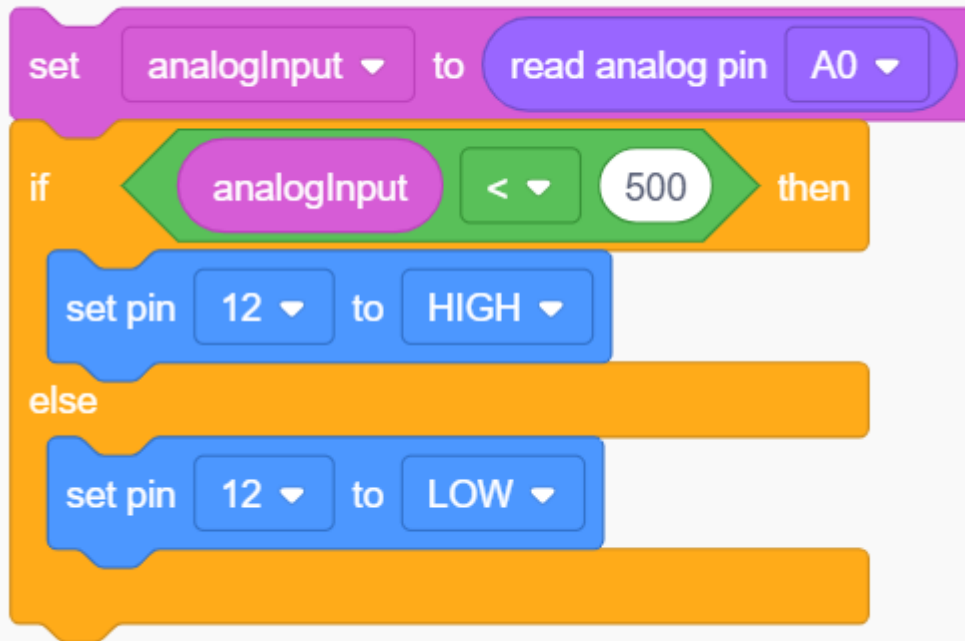 set analogInput to read analog pin A0
if analogInput < 500 then
set pin 12 to HIGH
else
set pin 12 to LOW